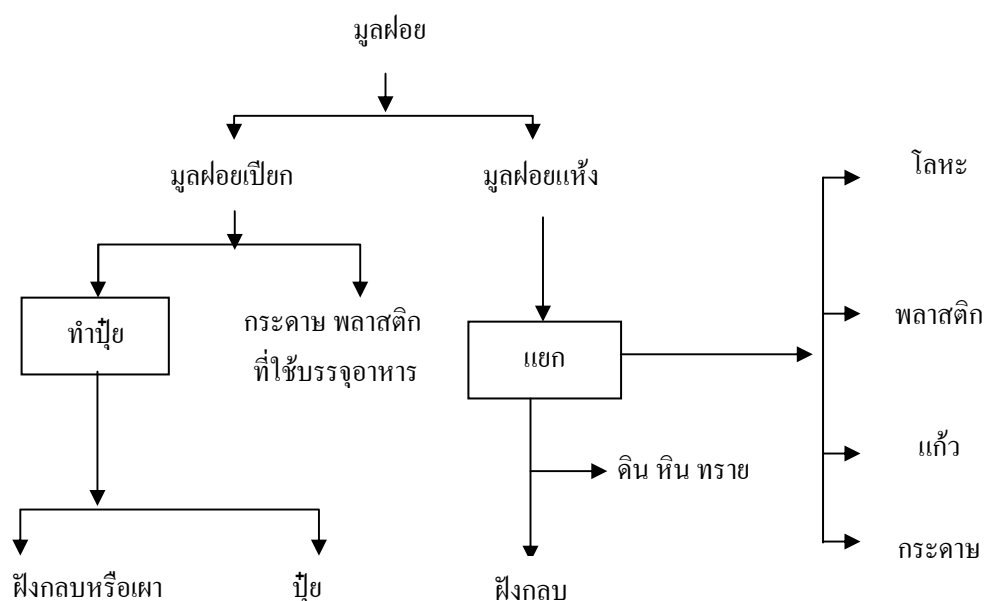 มูลฝอย
มูลฝอยเปียก
มูลฝอยแห้ง
โลหะ
ทำปุ๋ย
กระดาษ พลาสติก
ที่ใช้บรรจุอาหาร
แยก
พลาสติก
แก้ว
ดิน หิน ทราย
กระดาษ
ฝังกลบหรือเผา
ปุ๋ย
ฝังกลบ